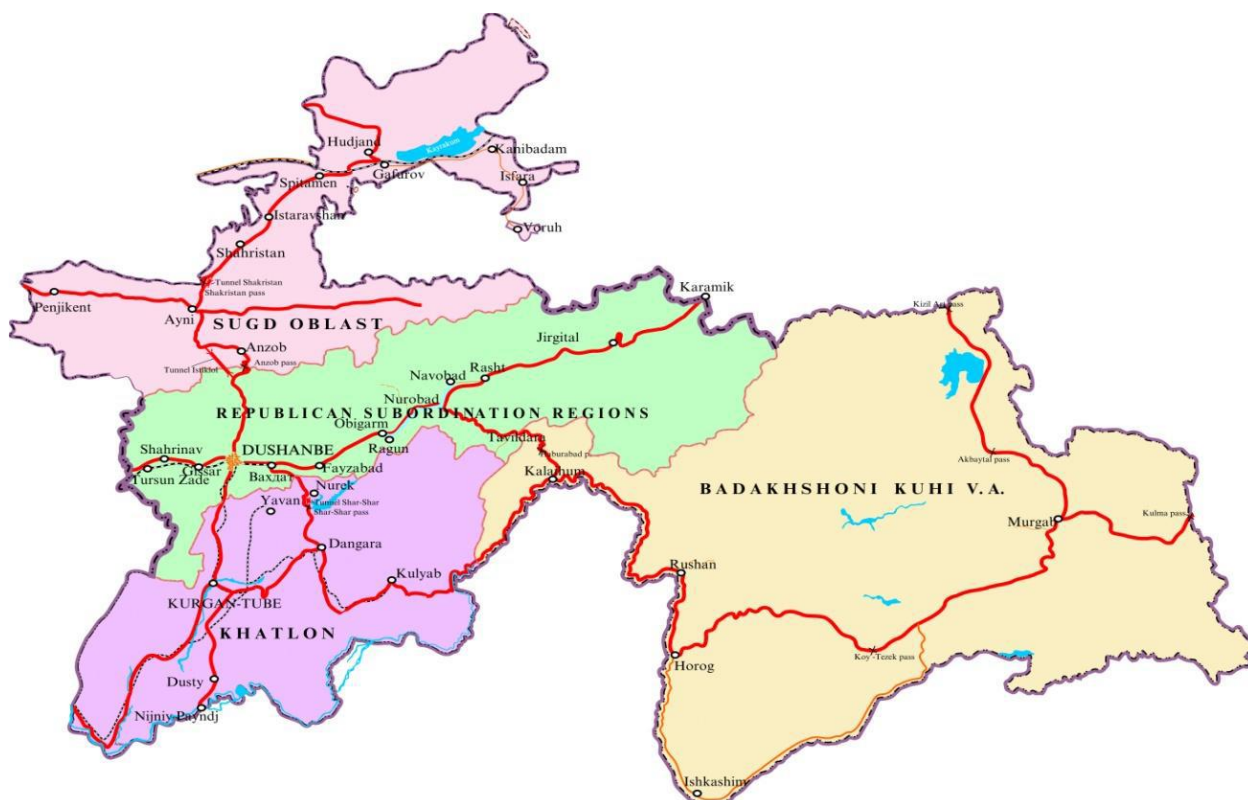 Hudjand
Kayrakum
Kanibadam
Gafurov
Spitamen
Isfara
Istaravshan
Voruh
Shahristan
Tunnel Shakristan
Shakristan pass
Penjikent
Karamik
Kizil Art pass
Ayni
SUGD OBLAST
Jirgital
Anzob
Anzob pass
Tunnel Istiklol
Rasht
Navobad
Nurobad
REPUBLICAN SUBORDINATION REGIONS
Obigarm
Ragun
Tavildara
Shahrinav
DUSHANBE
Gissar
Fayzabad
Tursun Zade
Вахдат
Kalaihum
Akbaytal pass
Nurek
Yavan
Tunnel Shar-Shar
Shar-Shar pass
BADAKHSHONI KUHI V.A.
Murgab
Kulma pass
Dangara
Kulyab
Rushan
KURGAN-TUBE
KHATLON
Horog
Koy-Tezek pass
Dusty
Nijniy Payndj
Ishkashim